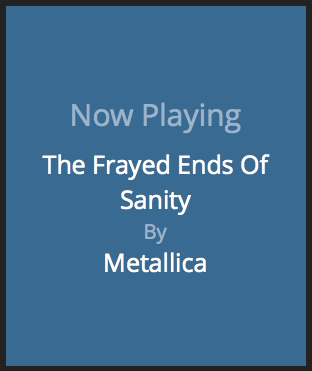 Now Playing
The Frayed Ends Of
Sanity
By
Metallica